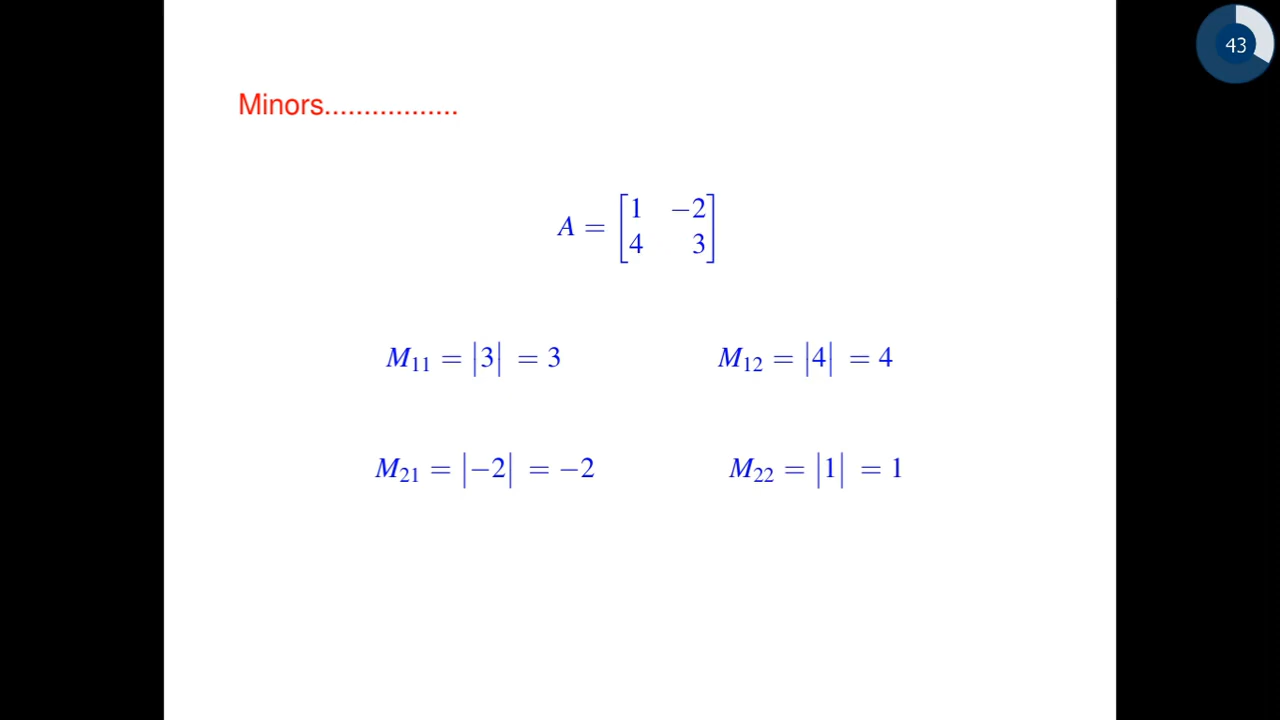 43
Minors.................
A = [1 −2
4 3]
M₁₁ = |3| = 3 M₁₂ = |4| = 4
M₂₁ = |−2| = −2 M₂₂ = |1| = 1